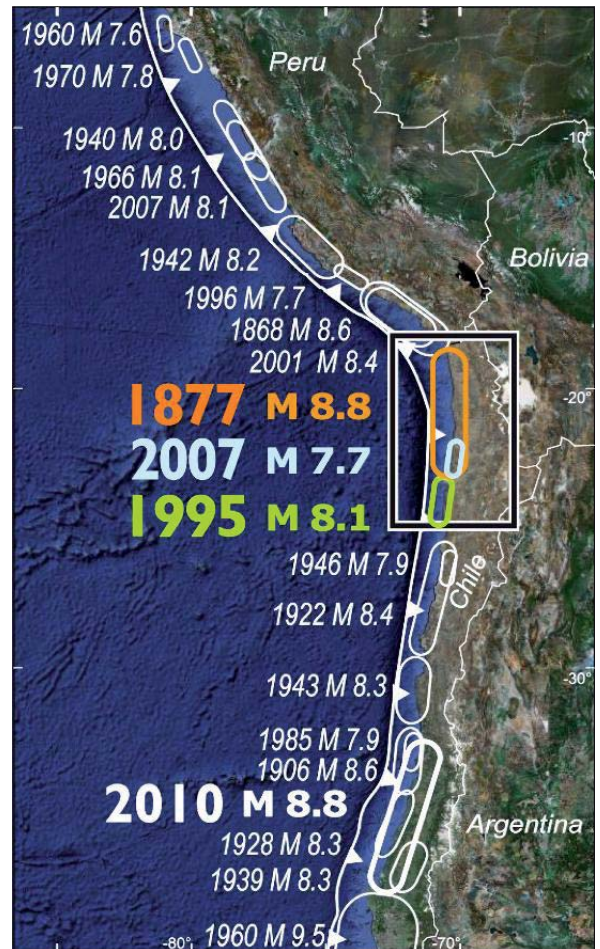 1960 M 7.6
Peru
1970 M 7.8
-10°
1940 M 8.0
1966 M 8.1
2007 M 8.1
Bolivia
1942 M 8.2
1996 M 7.7
1868 M 8.6
2001 M 8.4
-20°
1877 M 8.8
2007 M 7.7
1995 M 8.1
1946 M 7.9
Chile
1922 M 8.4
-30°
1943 M 8.3
1985 M 7.9
1906 M 8.6
2010 M 8.8
Argentina
1928 M 8.3
1939 M 8.3
1960 M 9.5
-80°
-70°